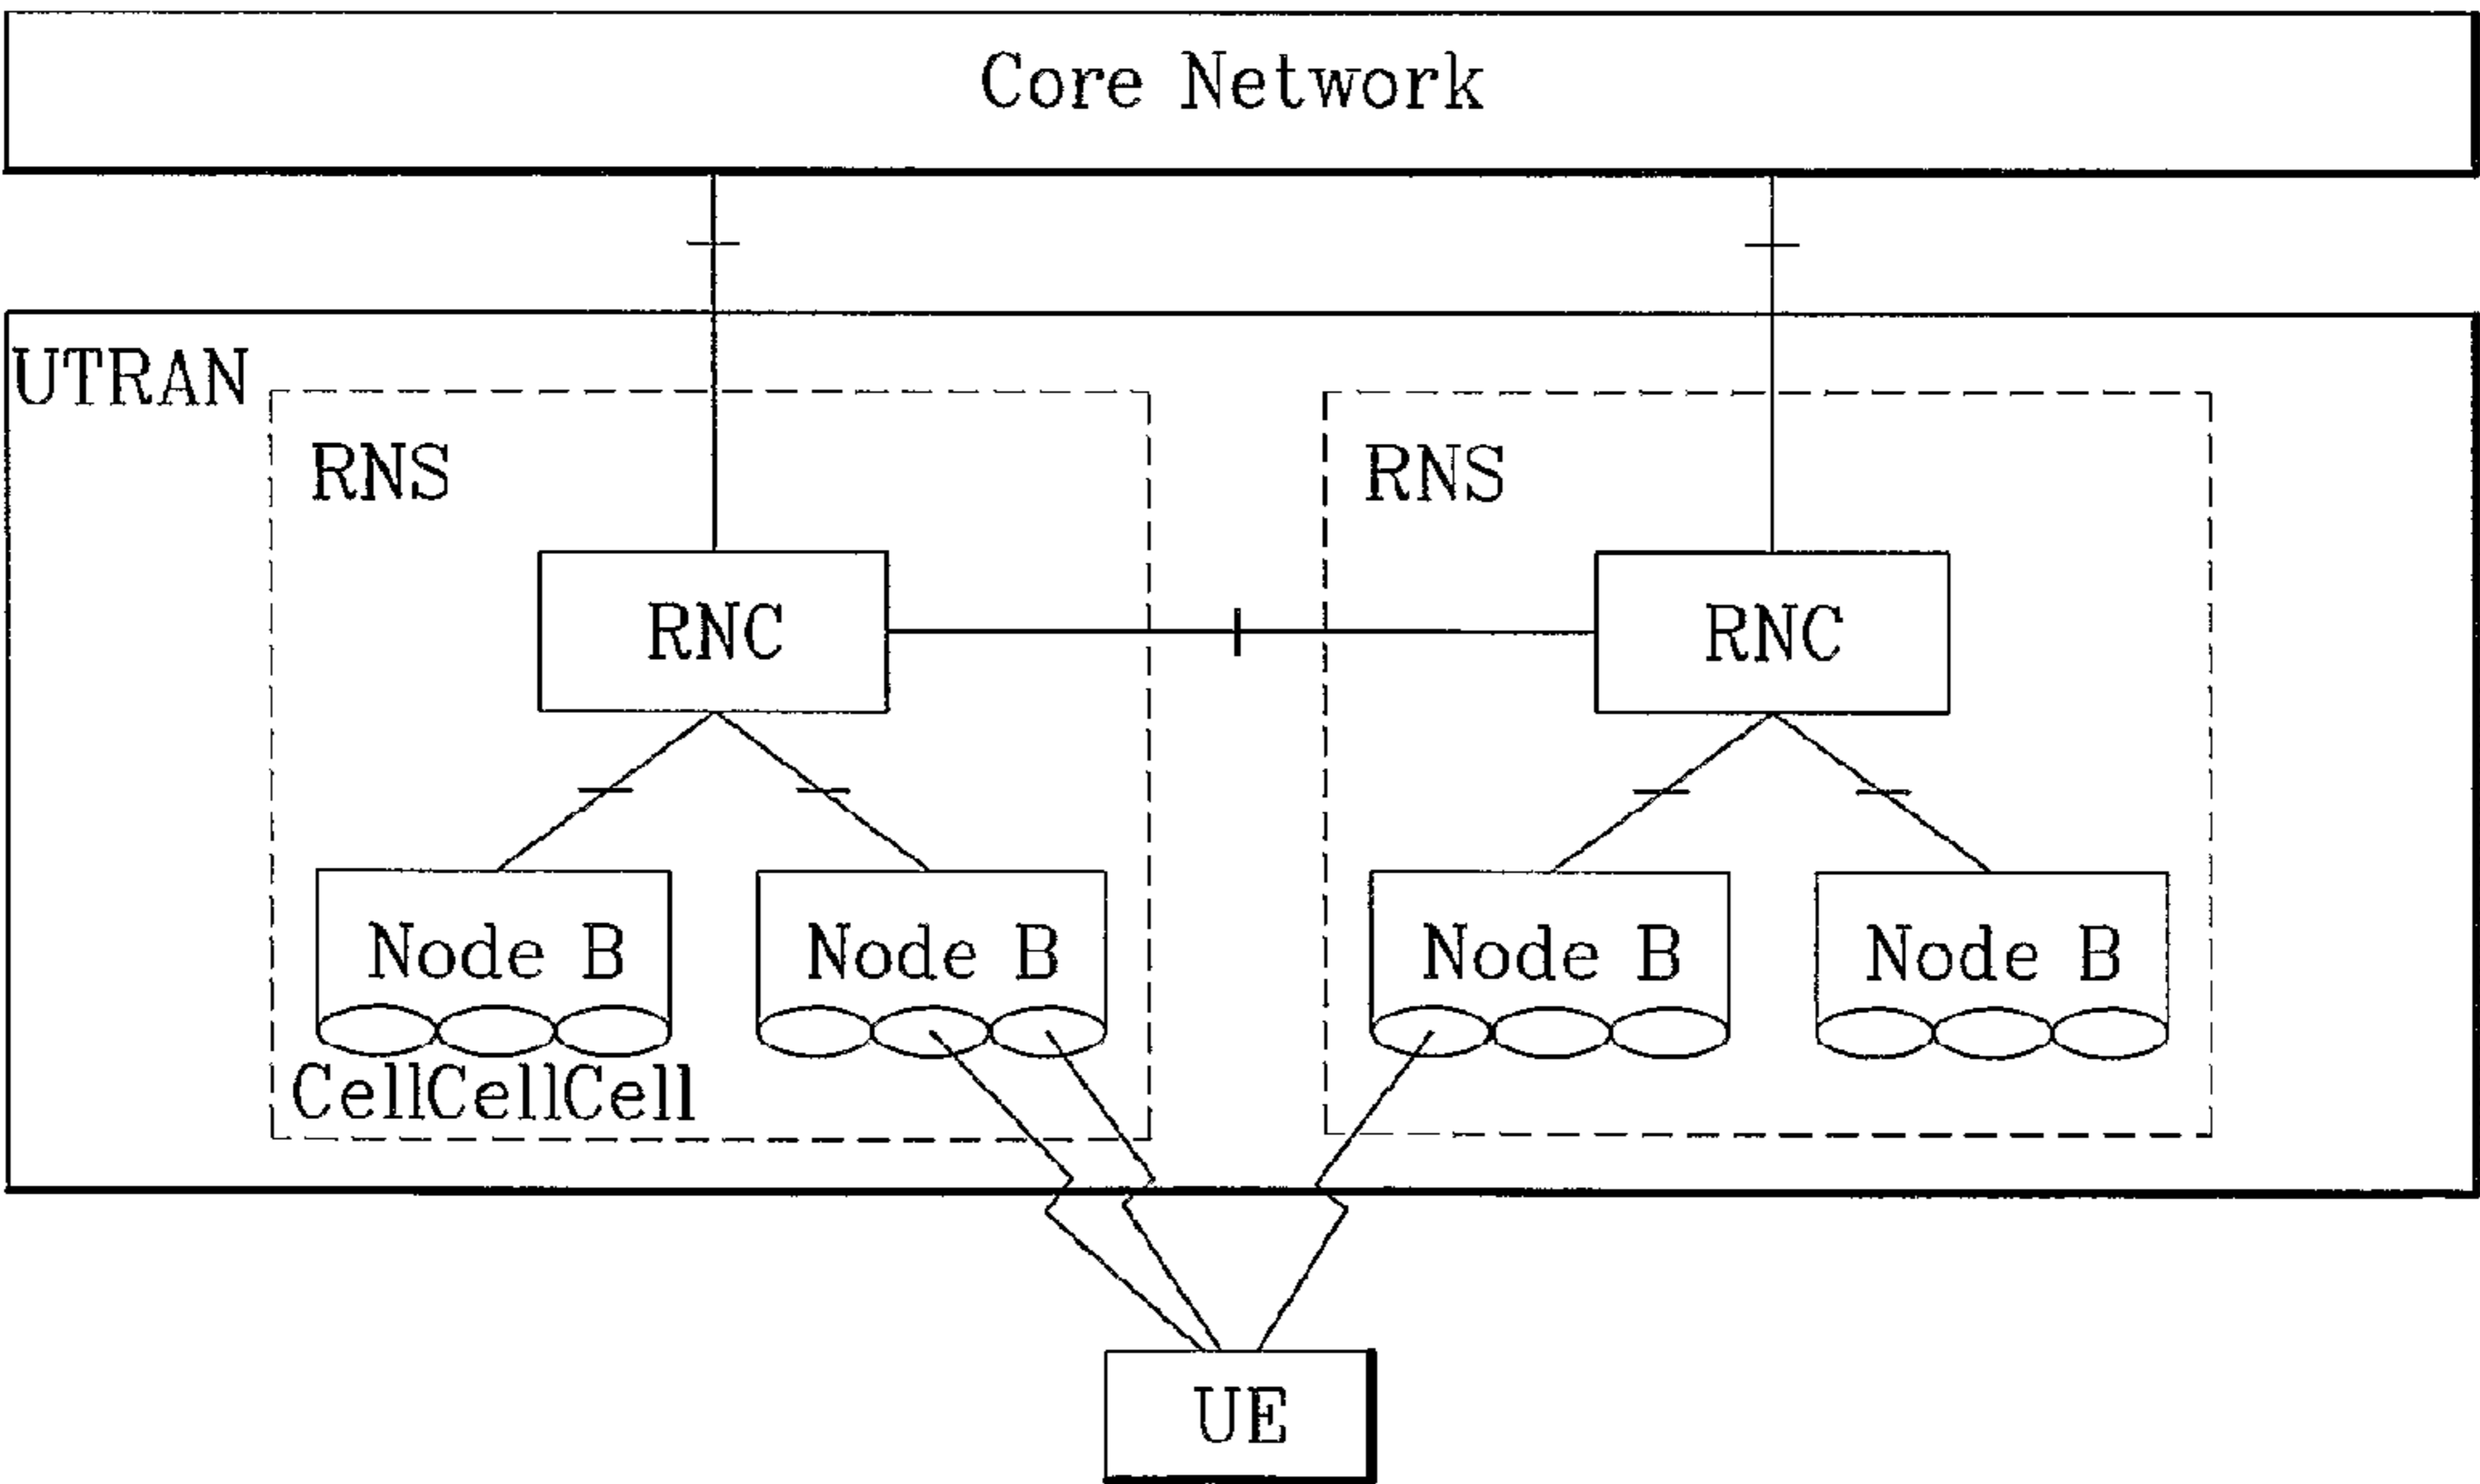 Core Network
UTRAN
RNS RNS
RNC RNC
Node B Node B Node B Node B
CellCellCell
UE